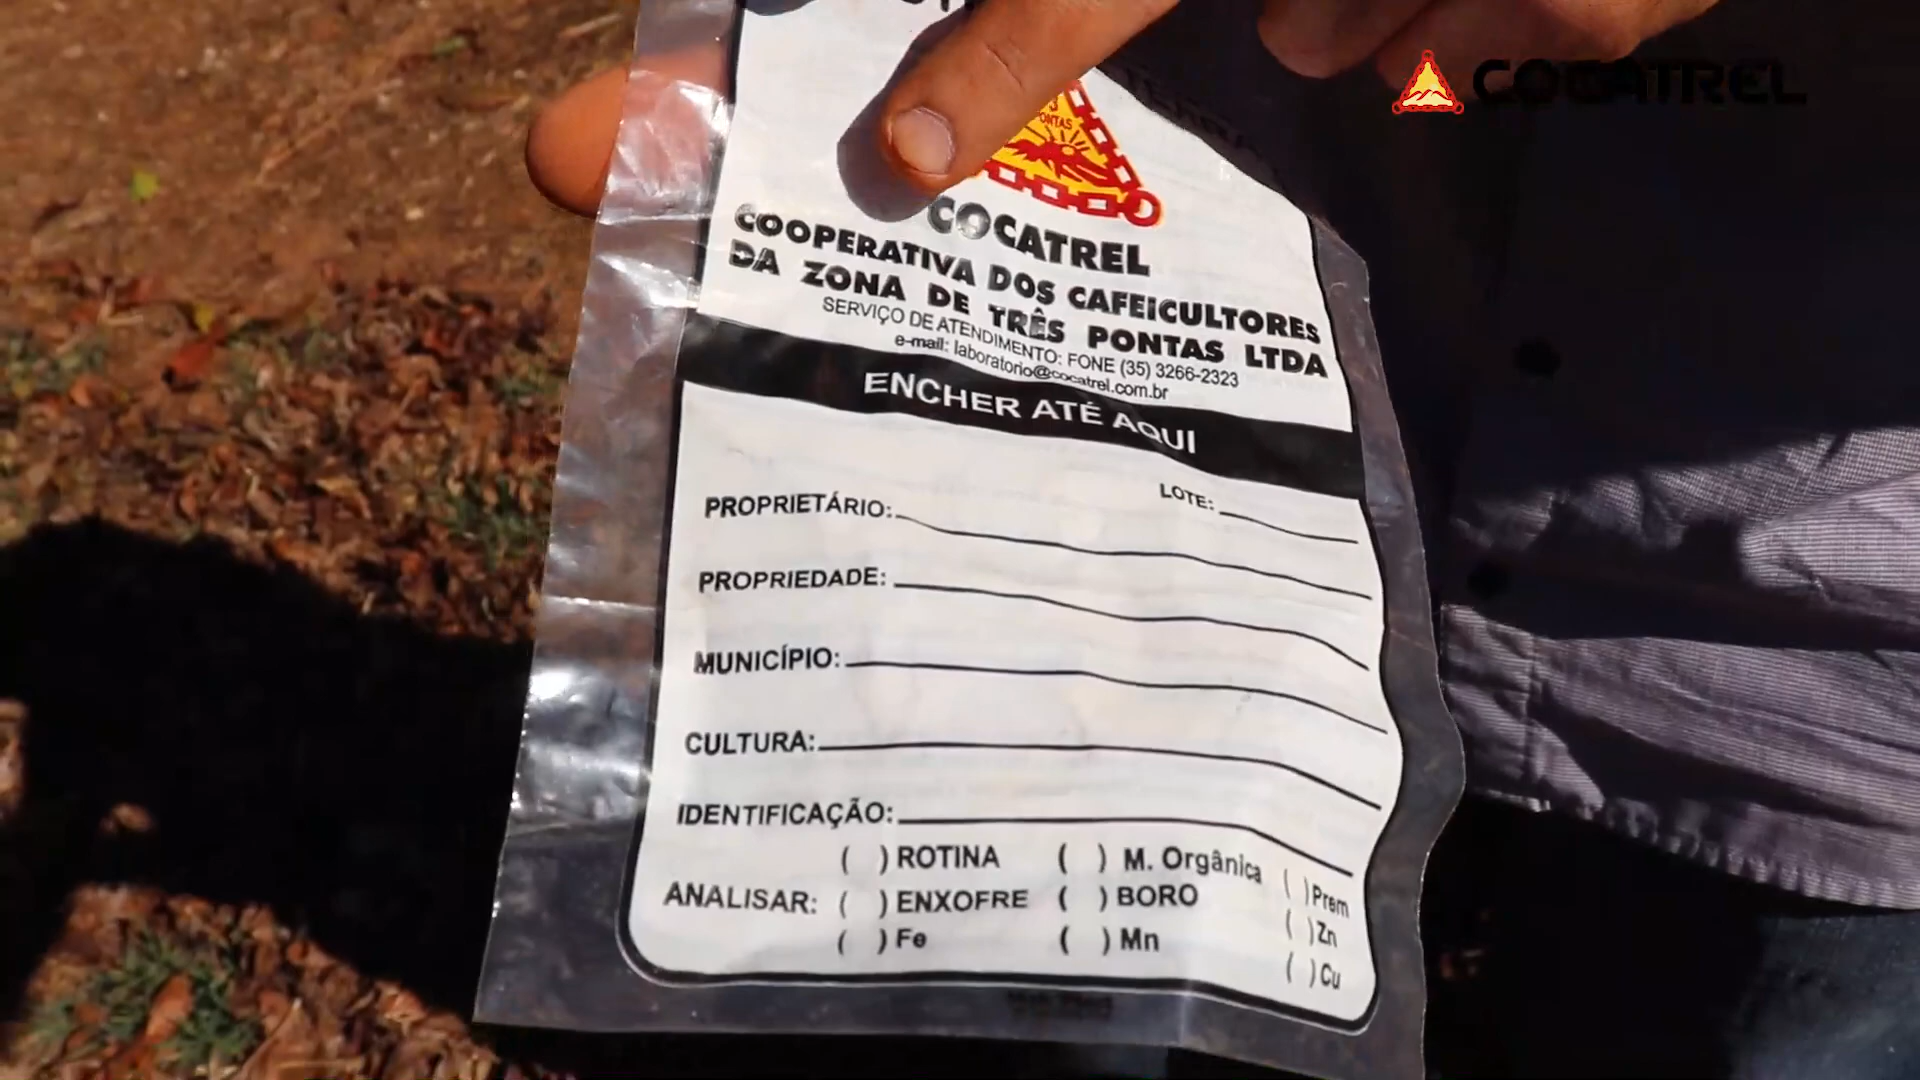 COCATREL
PONTAS
COCATREL
COOPERATIVA DOS CAFEICULTORES
DA ZONA DE TRÊS PONTAS LTDA
SERVIÇO DE ATENDIMENTO: FONE (35) 3266-2323
e-mail: laboratorio@cocatrel.com.br
ENCHER ATÉ AQUI
LOTE:
PROPRIETÁRIO:
PROPRIEDADE:
MUNICÍPIO:
CULTURA:
IDENTIFICAÇÃO:
ANALISAR: ( ) ROTINA ( ) M. Orgânica ( ) Prem
( ) ENXOFRE ( ) BORO ( ) Zn
( ) Fe ( ) Mn ( ) Cu